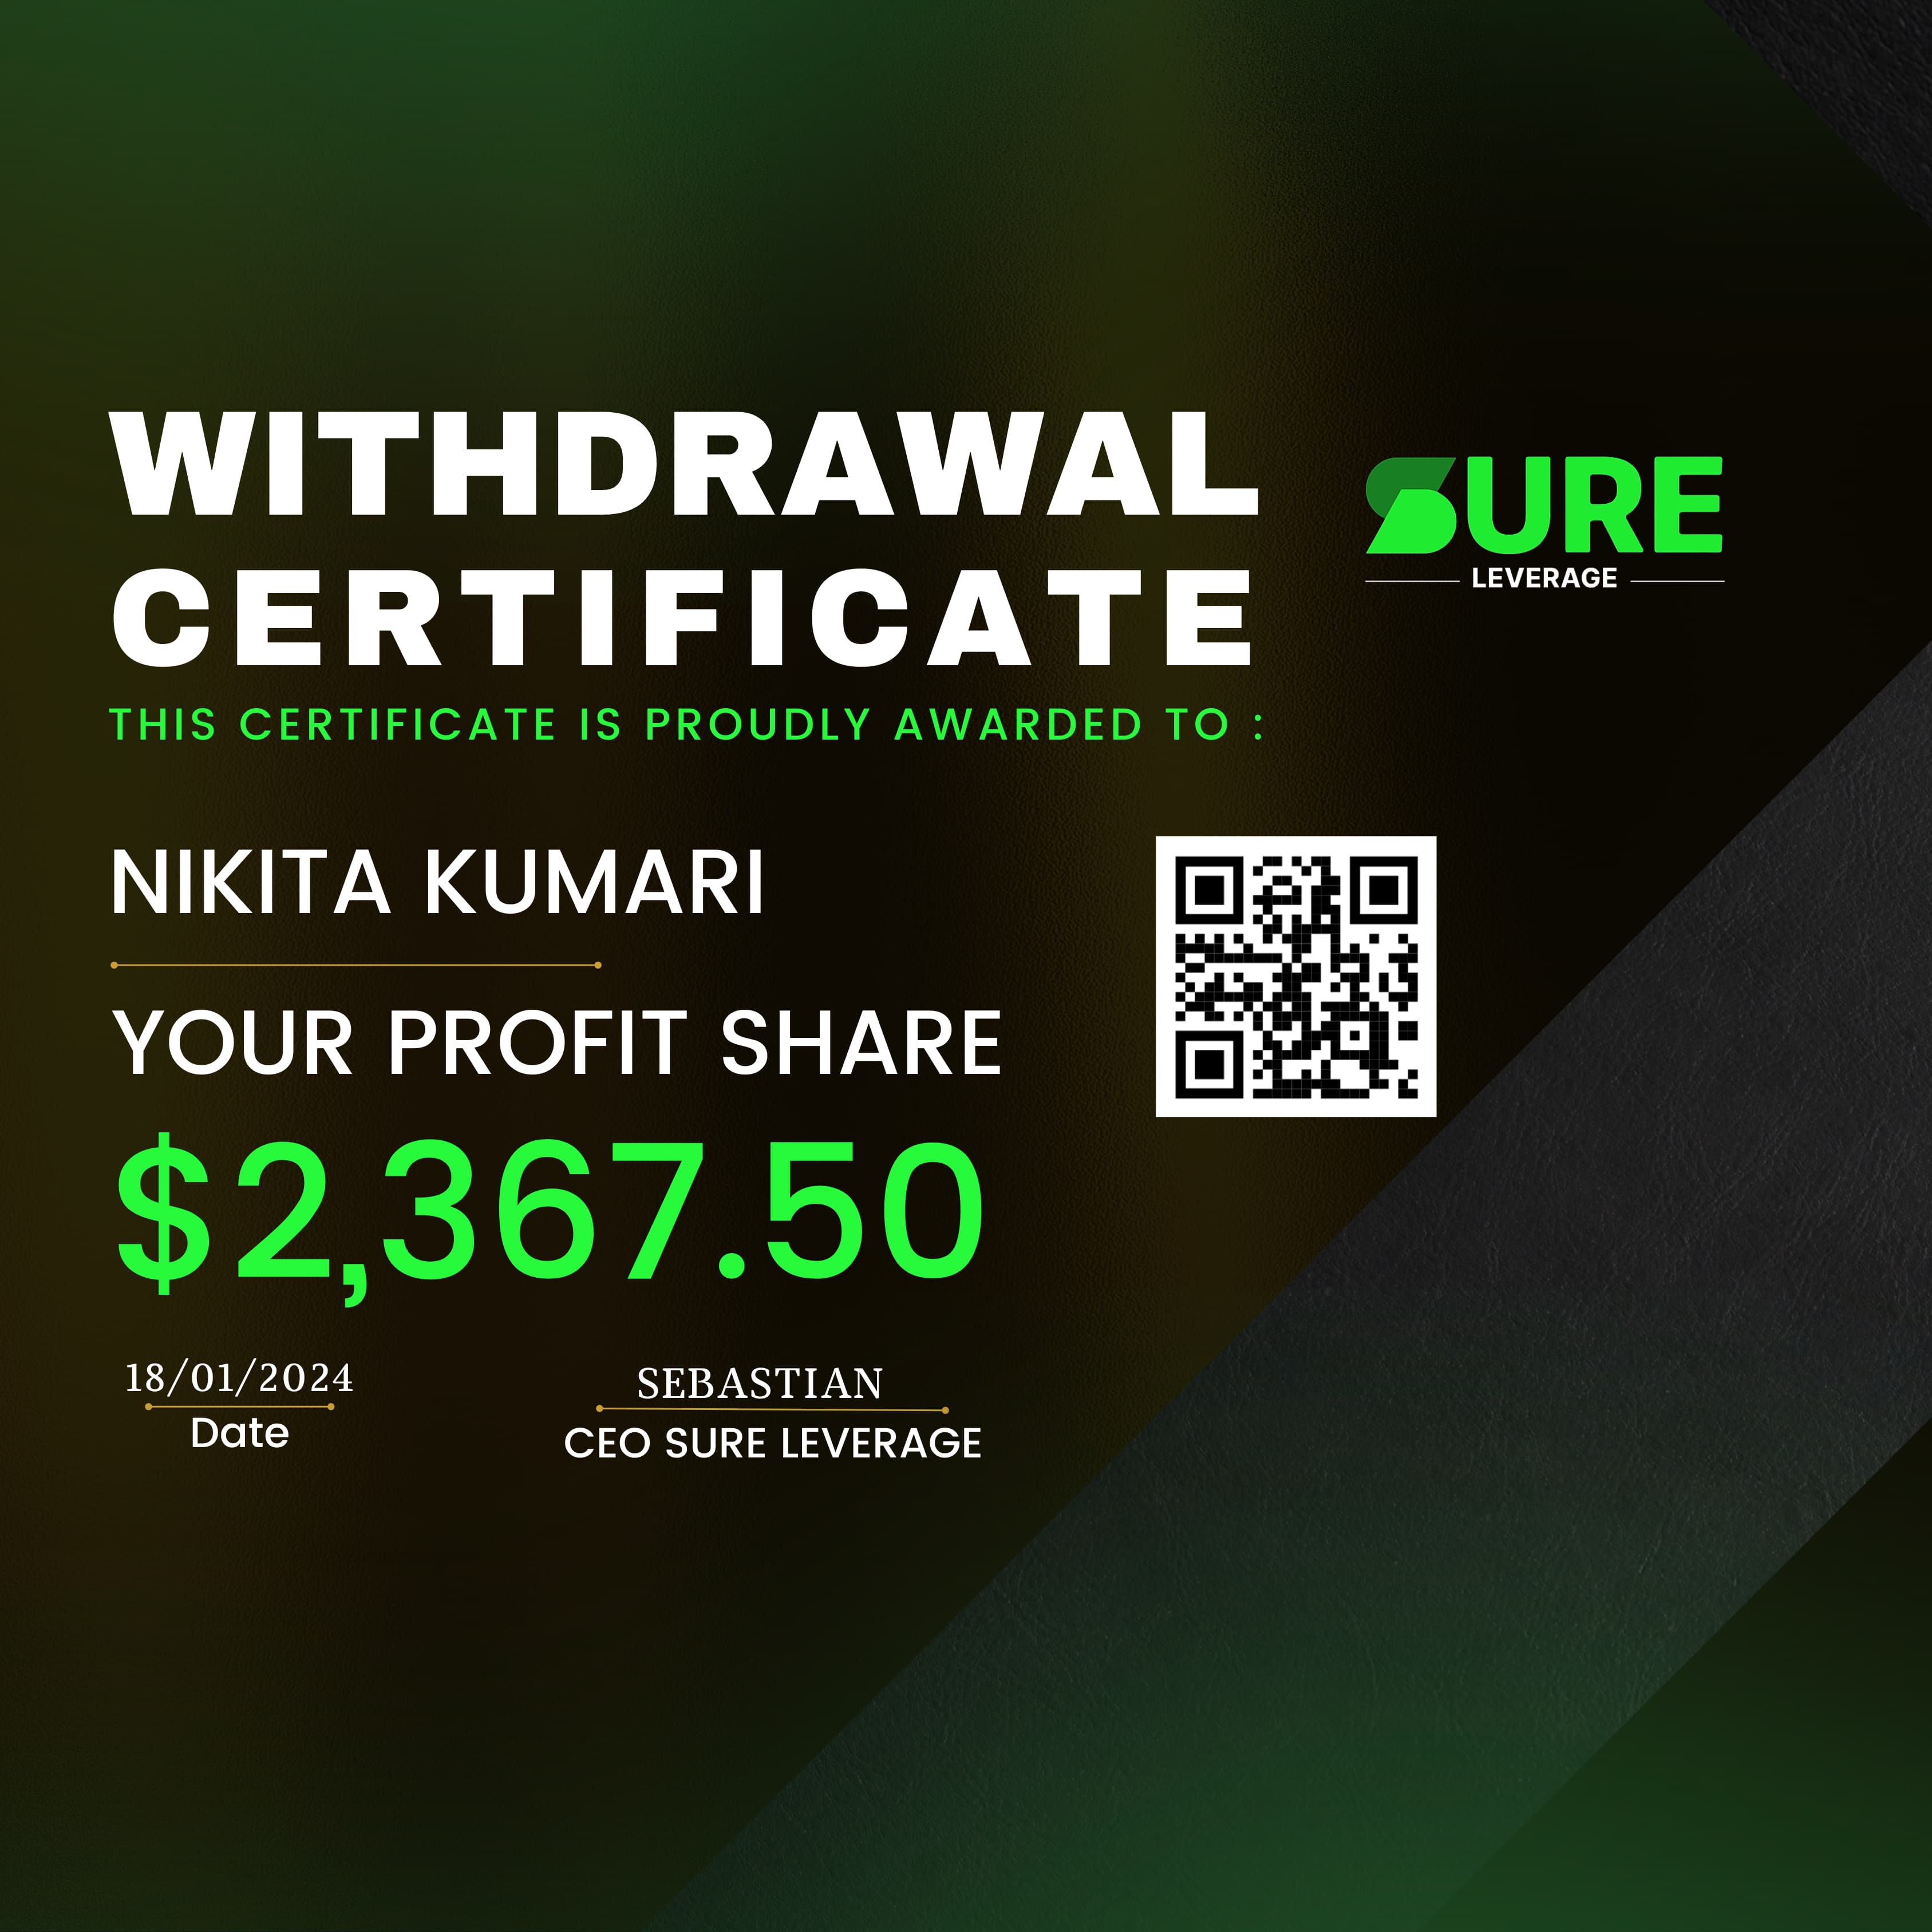 WITHDRAWAL
CERTIFICATE
SURE
LEVERAGE
THIS CERTIFICATE IS PROUDLY AWARDED TO :
NIKITA KUMARI
YOUR PROFIT SHARE
$2,367.50
18/01/2024
Date
SEBASTIAN
CEO SURE LEVERAGE